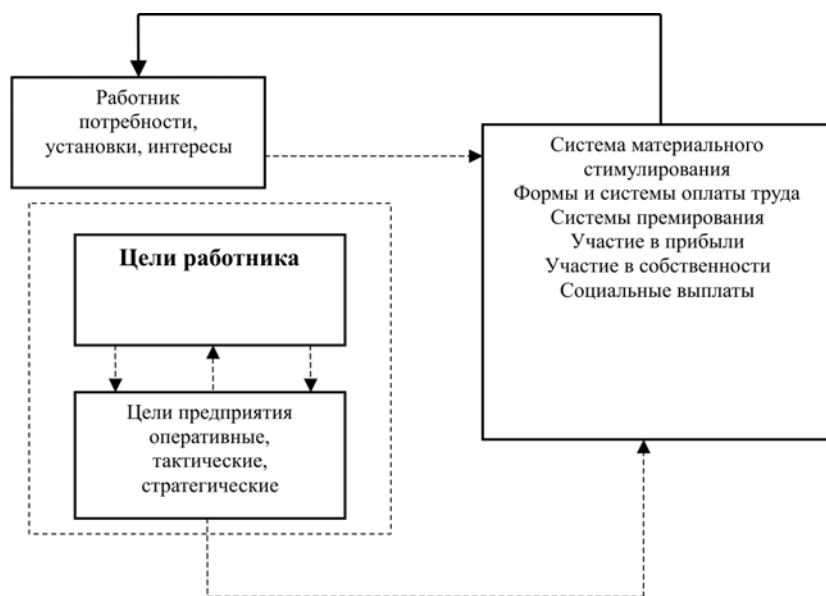 Работник
потребности,
установки, интересы
Система материального
стимулирования
Формы и системы оплаты труда
Системы премирования
Участие в прибыли
Участие в собственности
Социальные выплаты
Цели работника
Цели предприятия
оперативные,
тактические,
стратегические